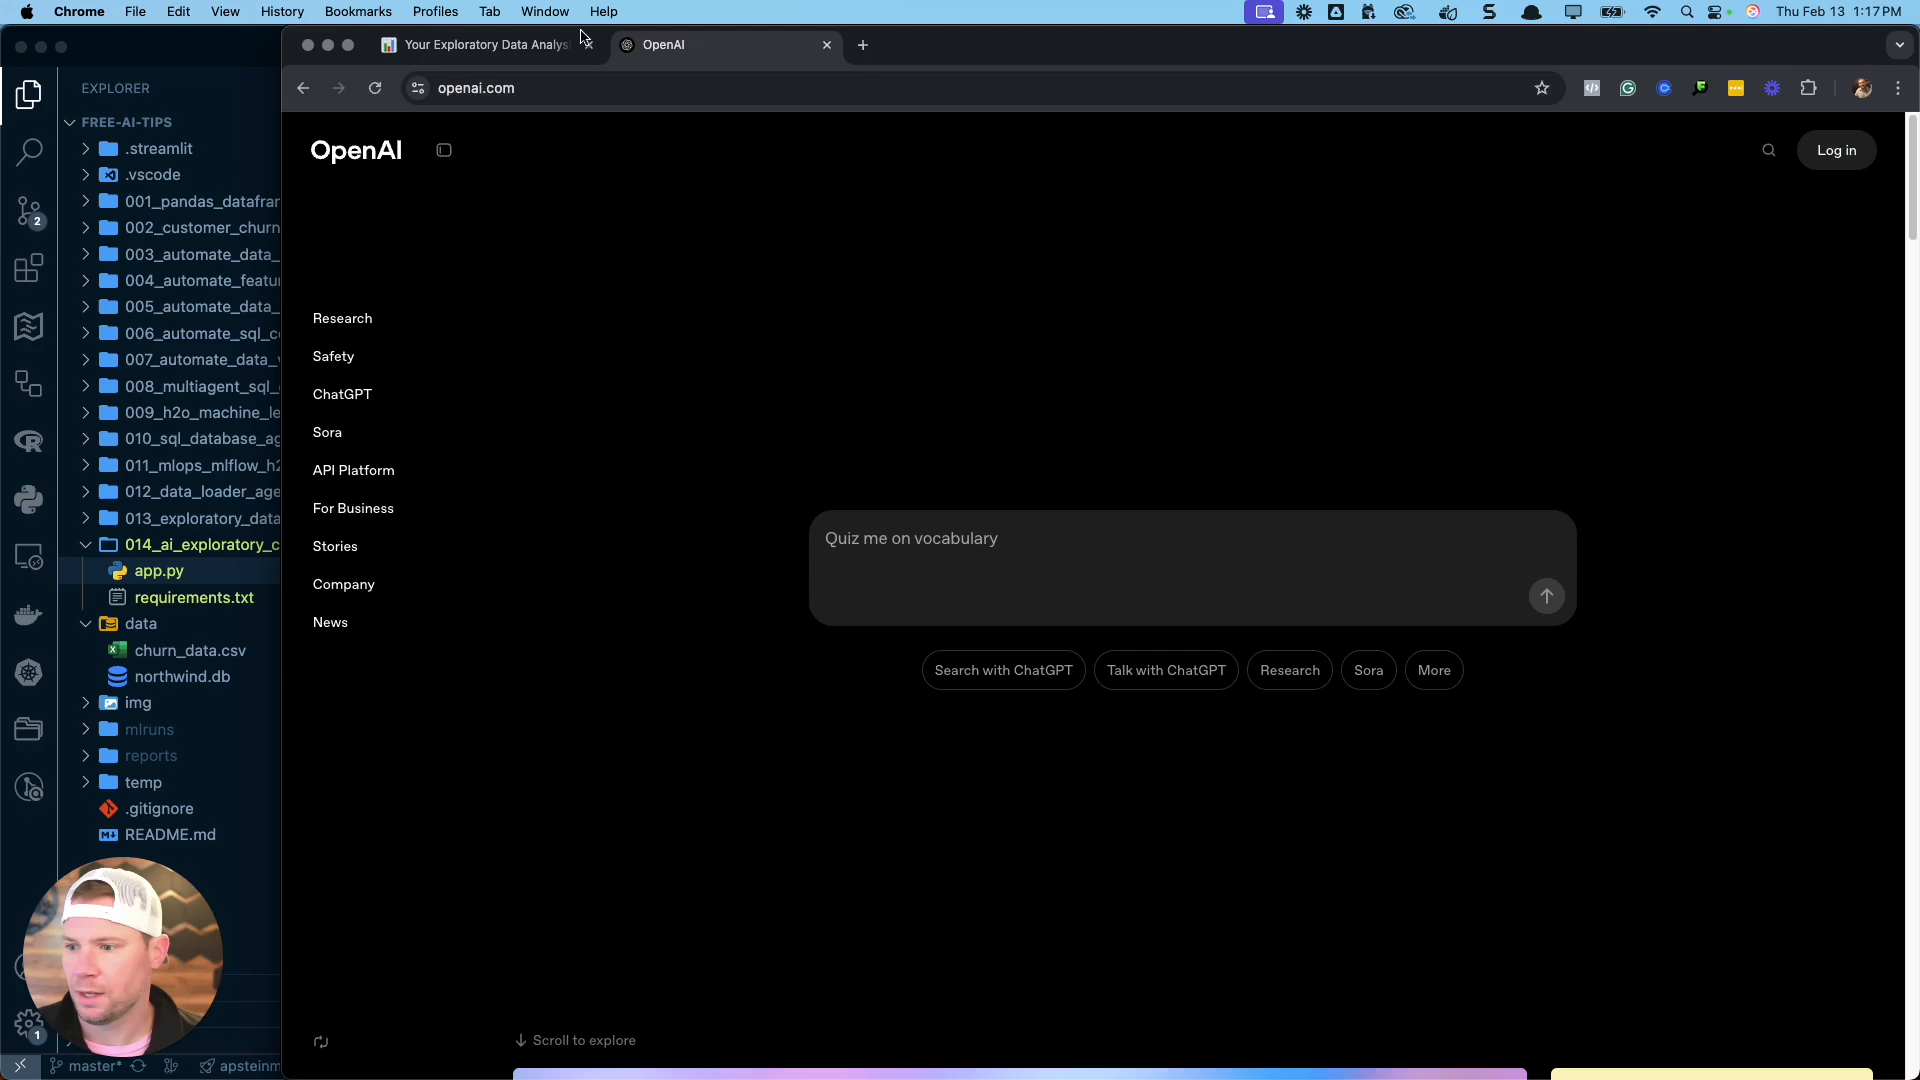 Chrome File Edit View History Bookmarks Profiles Tab Window Help
Thu Feb 13 1:17 PM
Your Exploratory Data Analysi
OpenAI
openai.com
EXPLORER
FREE-AI-TIPS
.streamlit
.vscode
001_pandas_datafrar
002_customer_churn
003_automate_data_
004_automate_featu
005_automate_data_
006_automate_sql_c
007_automate_data_
008_multiagent_sql_
009_h2o_machine_le
010_sql_database_ag
011_mlops_mlflow_h2
012_data_loader_age
013_exploratory_data
014_ai_exploratory_c
app.py
requirements.txt
data
churn_data.csv
northwind.db
img
mlruns
reports
temp
.gitignore
README.md
2
1
master*
apsteinm
OpenAI
Log in
Research
Safety
ChatGPT
Sora
API Platform
For Business
Stories
Company
News
Quiz me on vocabulary
Search with ChatGPT
Talk with ChatGPT
Research
Sora
More
Scroll to explore